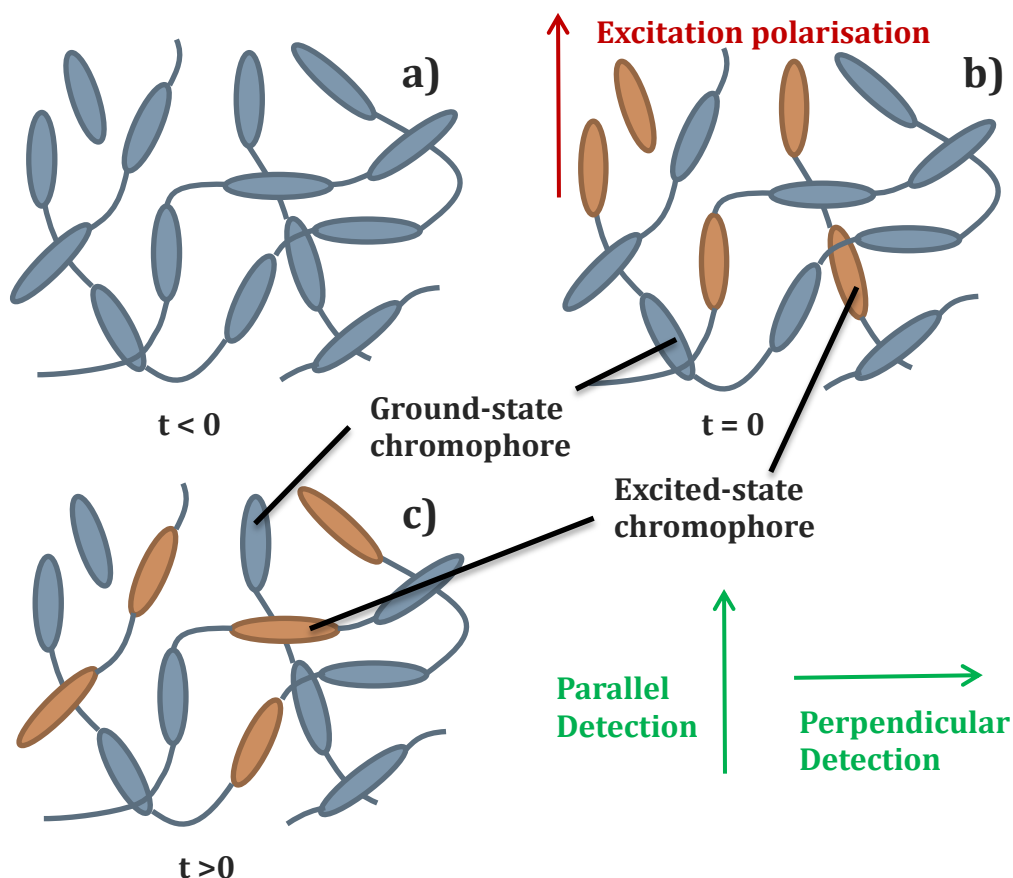 Excitation polarisation
a)
b)
t < 0
t = 0
Ground-state
chromophore
Excited-state
chromophore
c)
Parallel
Detection
Perpendicular
Detection
t >0